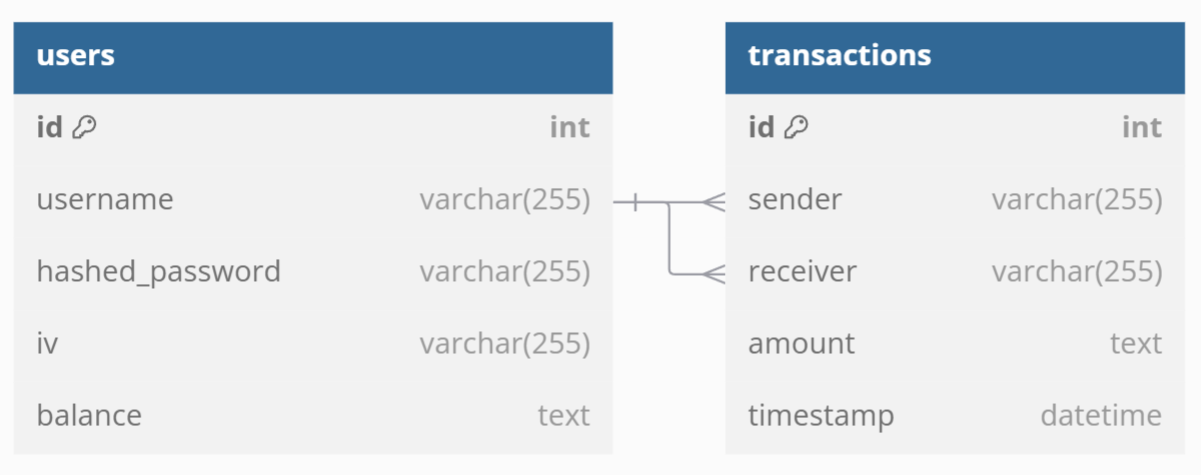 users
id int
username varchar(255)
hashed_password varchar(255)
iv varchar(255)
balance text
transactions
id int
sender varchar(255)
receiver varchar(255)
amount text
timestamp datetime